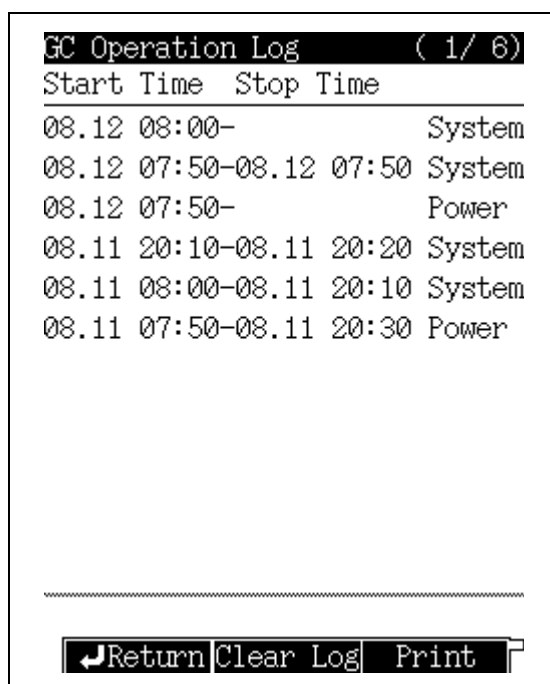 GC Operation Log ( 1/ 6)
Start Time Stop Time
08.12 08:00- System
08.12 07:50-08.12 07:50 System
08.12 07:50- Power
08.11 20:10-08.11 20:20 System
08.11 08:00-08.11 20:10 System
08.11 07:50-08.11 20:30 Power
↵Return Clear Log Print